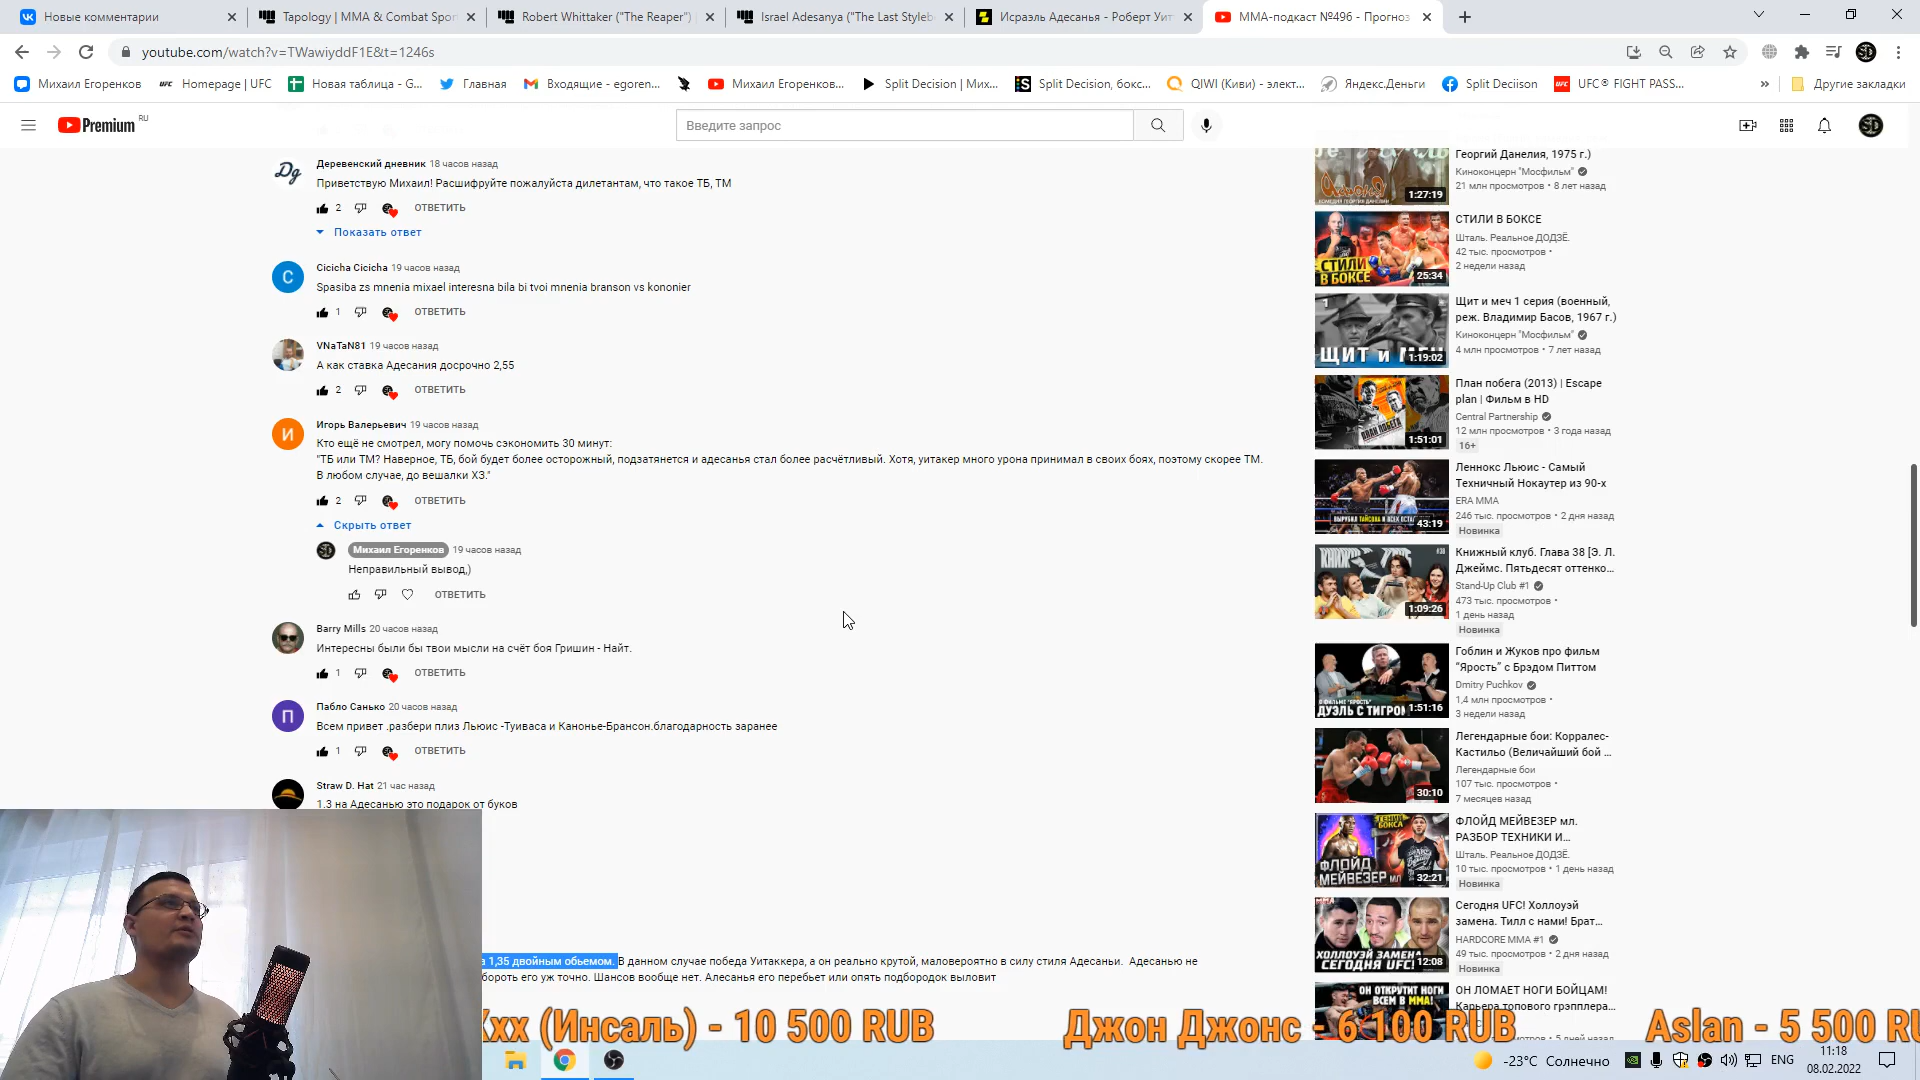 Новые комментарии
Tapology | MMA & Combat Spor
Robert Whittaker ("The Reaper")
Israel Adesanya ("The Last Styleb
Исраэль Адесанья - Роберт Уит
ММА-подкаст №496 - Прогноз
youtube.com/watch?v=TWawiyddF1E&t=1246s
Михаил Егоренков
Homepage | UFC
Новая таблица - G...
Главная
Входящие - egoren...
Михаил Егоренков...
Split Decision | Мих...
Split Decision, бокс...
QIWI (Киви) - элект...
Яндекс.Деньги
Split Deciison
UFC® FIGHT PASS...
»
Другие закладки
Premium RU
Введите запрос
Деревенский дневник 18 часов назад
Приветствую Михаил! Расшифруйте пожалуйста дилетантам, что такое ТБ, ТМ
2 ОТВЕТИТЬ
Показать ответ
Cicicha Cicicha 19 часов назад
Spasiba zs mnenia mixael interesna bila bi tvoi mnenia branson vs kononier
1 ОТВЕТИТЬ
VNaTaN81 19 часов назад
А как ставка Адесания досрочно 2,55
2 ОТВЕТИТЬ
Игорь Валерьевич 19 часов назад
Кто ещё не смотрел, могу помочь сэкономить 30 минут:
"ТБ или ТМ? Наверное, ТБ, бой будет более осторожный, подзатянется и адесанья стал более расчётливый. Хотя, уитакер много урона принимал в своих боях, поэтому скорее ТМ.
В любом случае, до вешалки ХЗ."
2 ОТВЕТИТЬ
Скрыть ответ
Михаил Егоренков 19 часов назад
Неправильный вывод,)
ОТВЕТИТЬ
Barry Mills 20 часов назад
Интересны были бы твои мысли на счёт боя Гришин - Найт.
1 ОТВЕТИТЬ
Пабло Санько 20 часов назад
Всем привет .разбери плиз Льюис -Туиваса и Канонье-Брансон.благодарность заранее
1 ОТВЕТИТЬ
Straw D. Hat 21 час назад
1.3 на Адесанью это подарок от буков
а 1,35 двойным обьемом. В данном случае победа Уитаккера, а он реально крутой, маловероятно в силу стиля Адесаньи. Адесанью не
бороть его уж точно. Шансов вообще нет. Алесанья его перебьет или опять подбородок выловит
Георгий Данелия, 1975 г.)
Киноконцерн "Мосфильм"
21 млн просмотров • 8 лет назад
1:27:19
СТИЛИ В БОКСЕ
Шталь. Реальное ДОДЗЁ.
42 тыс. просмотров •
2 недели назад
СТИЛИ
В БОКСЕ
25:34
Щит и меч 1 серия (военный,
реж. Владимир Басов, 1967 г.)
Киноконцерн "Мосфильм"
4 млн просмотров • 7 лет назад
1:19:02
План побега (2013) | Escape
plan | Фильм в HD
Central Partnership
12 млн просмотров • 3 года назад
16+
1:51:01
Леннокс Льюис - Самый
Техничный Нокаутер из 90-х
ERA MMA
246 тыс. просмотров • 2 дня назад
Новинка
43:19
Книжный клуб. Глава 38 [Э. Л.
Джеймс. Пятьдесят оттенко...
Stand-Up Club #1
473 тыс. просмотров •
1 день назад
Новинка
1:09:26
Гоблин и Жуков про фильм
"Ярость" с Брэдом Питтом
Dmitry Puchkov
1,4 млн просмотров •
3 недели назад
ДУЭЛЬ С ТИГРОМ
1:51:16
Легендарные бои: Корралес-
Кастильо (Величайший бой ...
Легендарные бои
107 тыс. просмотров •
7 месяцев назад
30:10
ФЛОЙД МЕЙВЕЗЕР мл.
РАЗБОР ТЕХНИКИ И...
Шталь. Реальное ДОДЗЁ.
10 тыс. просмотров • 1 день назад
Новинка
ФЛОЙД
МЕЙВЕЗЕР мл
32:21
Сегодня UFC! Холлоуэй
замена. Тилл с нами! Брат...
HARDCORE MMA #1
49 тыс. просмотров • 2 дня назад
Новинка
ХОЛЛОУЭЙ ЗАМЕНА
СЕГОДНЯ UFC!
12:08
ОН ЛОМАЕТ НОГИ БОЙЦАМ!
Карьера топового грэпплера...
ОН ОТКРУТИТ НОГИ
ВСЕМ В ММА!
Xxx (Инсаль) - 10 500 RUB
Джон Джонс - 6 100 RUB
Aslan - 5 500 RU
-23°C Солнечно
ENG
11:18
08.02.2022